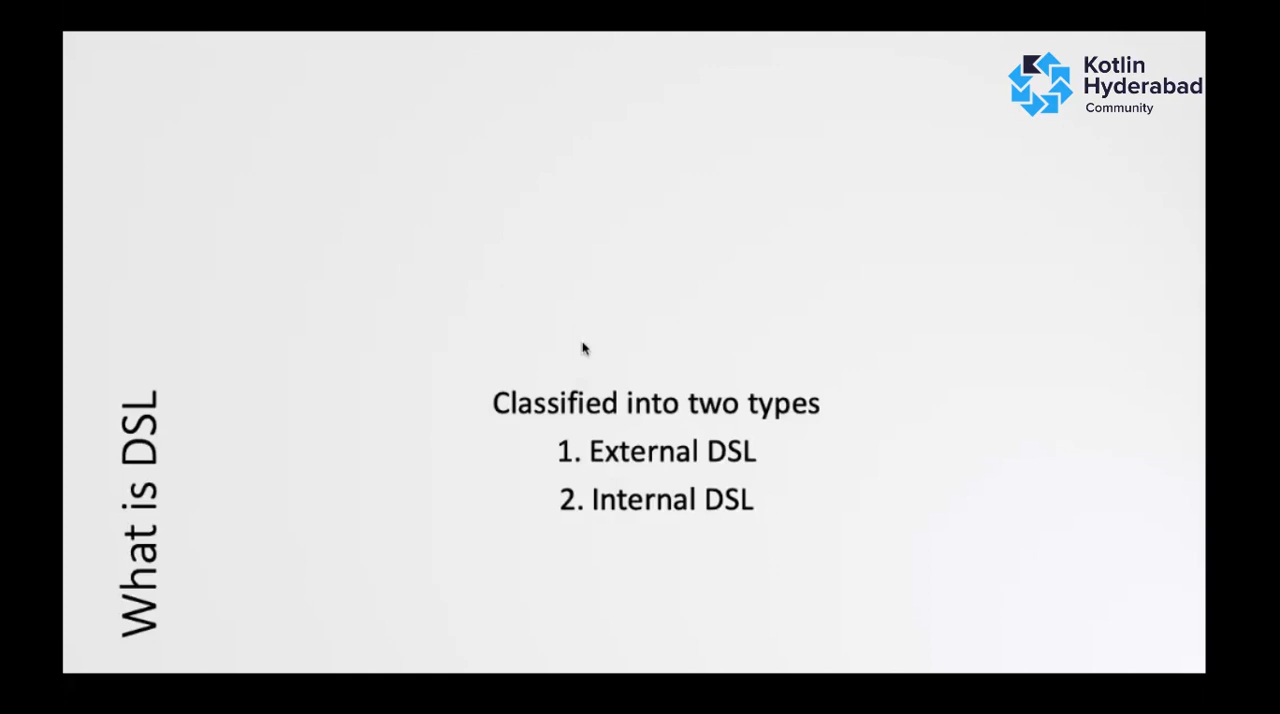 Kotlin
Hyderabad
Community
Classified into two types
1. External DSL
2. Internal DSL
What is DSL